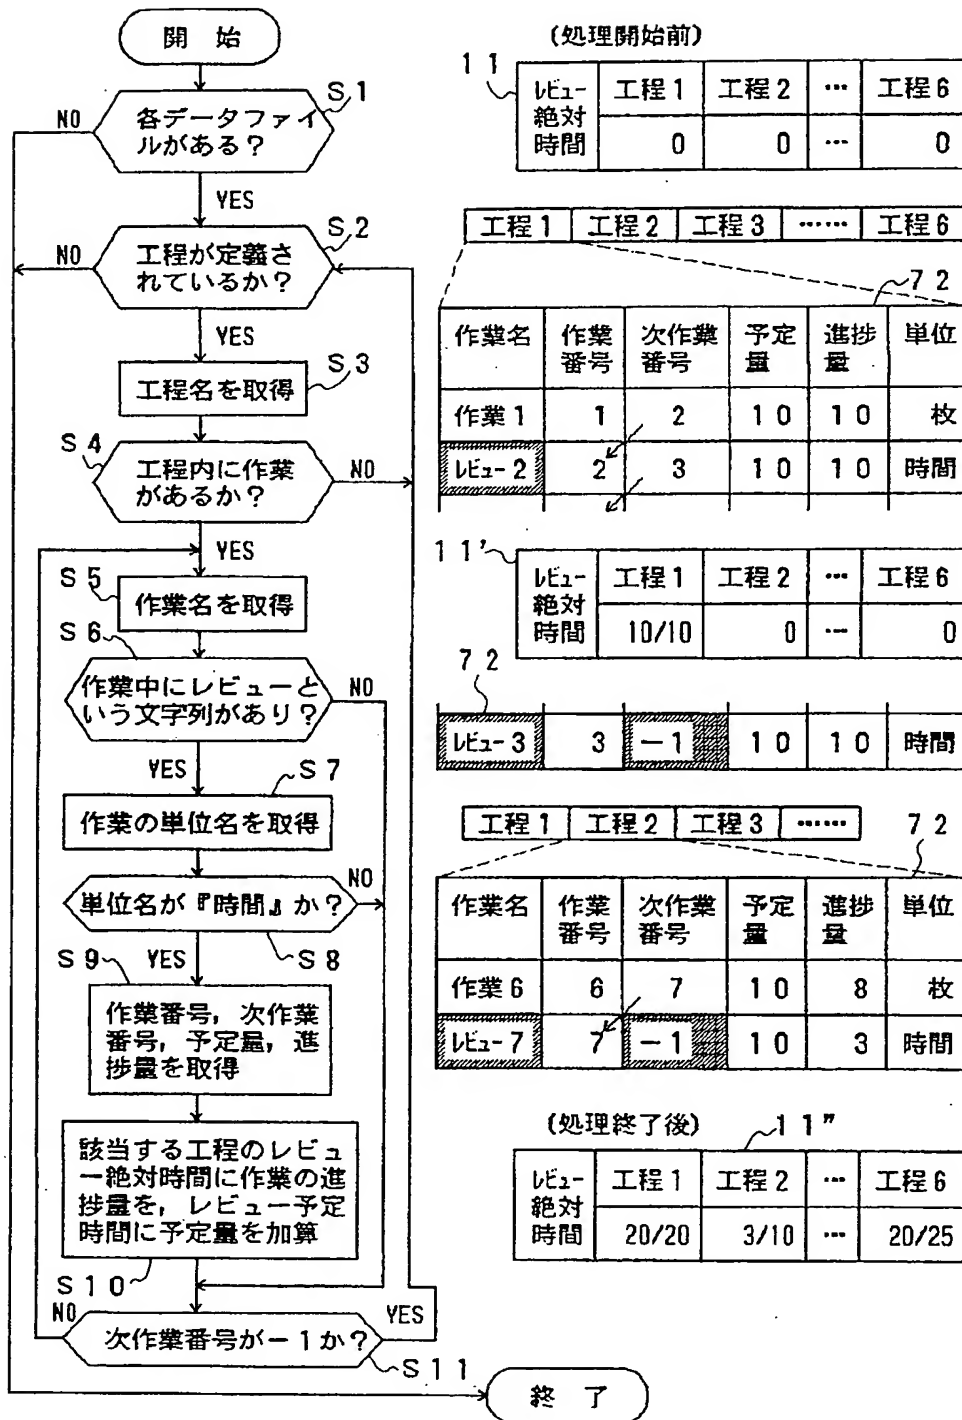 開 始
S1
各データファイ
ルがある?
NO
YES
S2
工程が定義さ
れているか?
NO
YES
S3
工程名を取得
S4
工程内に作業
があるか?
NO
YES
S5
作業名を取得
S6
作業中にレビューと
いう文字列があり?
NO
YES
S7
作業の単位名を取得
NO
単位名が『時間』か?
S9
YES
S8
作業番号,次作業
番号,予定量,進
捗量を取得
該当する工程のレビュ
ー絶対時間に作業の進
捗量を,レビュー予定
時間に予定量を加算
S10
NO
YES
次作業番号が-1か?
S11
終 了
(処理開始前)
11
レビュー絶対時間 工程1 工程2 … 工程6
0 0 … 0
工程1 工程2 工程3 …… 工程6
72
作業名 作業番号 次作業番号 予定量 進捗量 単位
作業1 1 2 10 10 枚
レビュー2 2 3 10 10 時間
11'
レビュー絶対時間 工程1 工程2 … 工程6
10/10 0 … 0
72
レビュー3 3 -1 10 10 時間
工程1 工程2 工程3 ……
72
作業名 作業番号 次作業番号 予定量 進捗量 単位
作業6 6 7 10 8 枚
レビュー7 7 -1 10 3 時間
(処理終了後)
11"
レビュー絶対時間 工程1 工程2 … 工程6
20/20 3/10 … 20/25